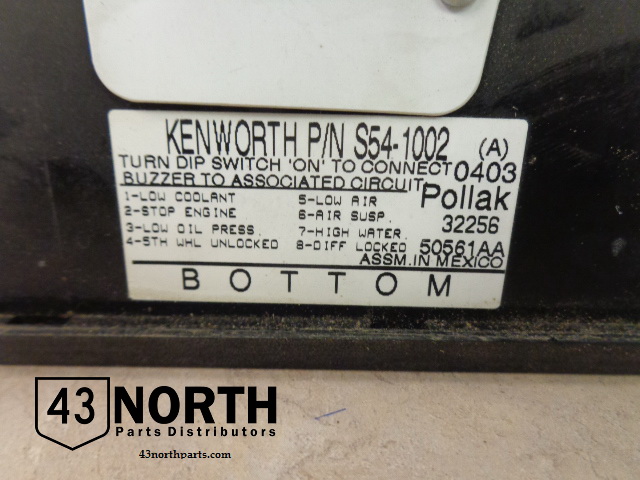 KENWORTH P/N S54-1002 (A)
TURN DIP SWITCH 'ON' TO CONNECT 0403
BUZZER TO ASSOCIATED CIRCUIT. Pollak
1-LOW COOLANT 5-LOW AIR
2-STOP ENGINE 6-AIR SUSP. 32256
3-LOW OIL PRESS. 7-HIGH WATER.
4-5TH WHL UNLOCKED 8-DIFF LOCKED 50561AA
ASSM.IN MEXICO
BOTTOM
43 NORTH
Parts Distributors
43northparts.com